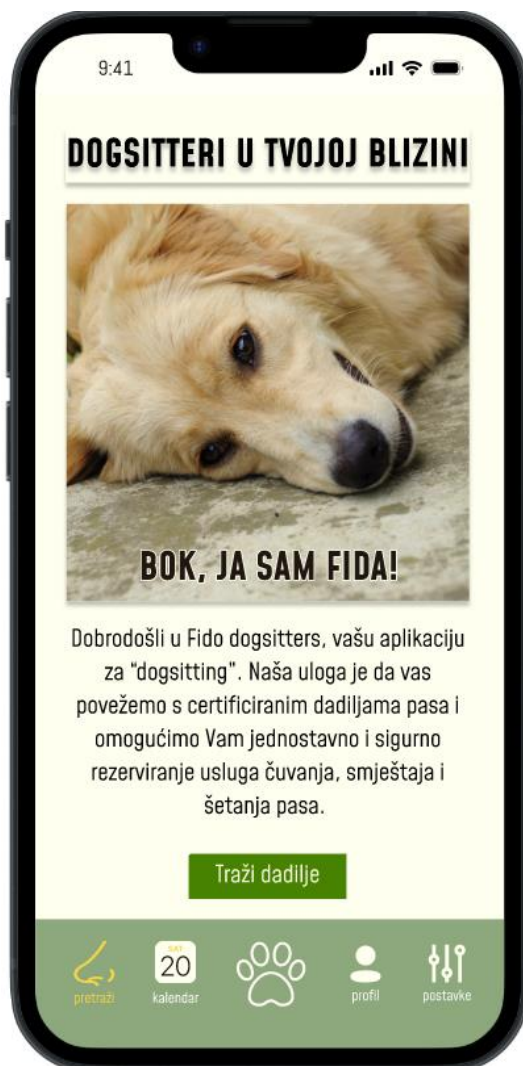 9:41
DOGSITTERI U TVOJOJ BLIZINI
BOK, JA SAM FIDA!
Dobrodošli u Fido dogsitters, vašu aplikaciju
za “dogsitting”. Naša uloga je da vas
povežemo s certificiranim dadiljama pasa i
omogućimo Vam jednostavno i sigurno
rezerviranje usluga čuvanja, smještaja i
šetanja pasa.
Traži dadilje
SAT
20
pretraži kalendar profil postavke